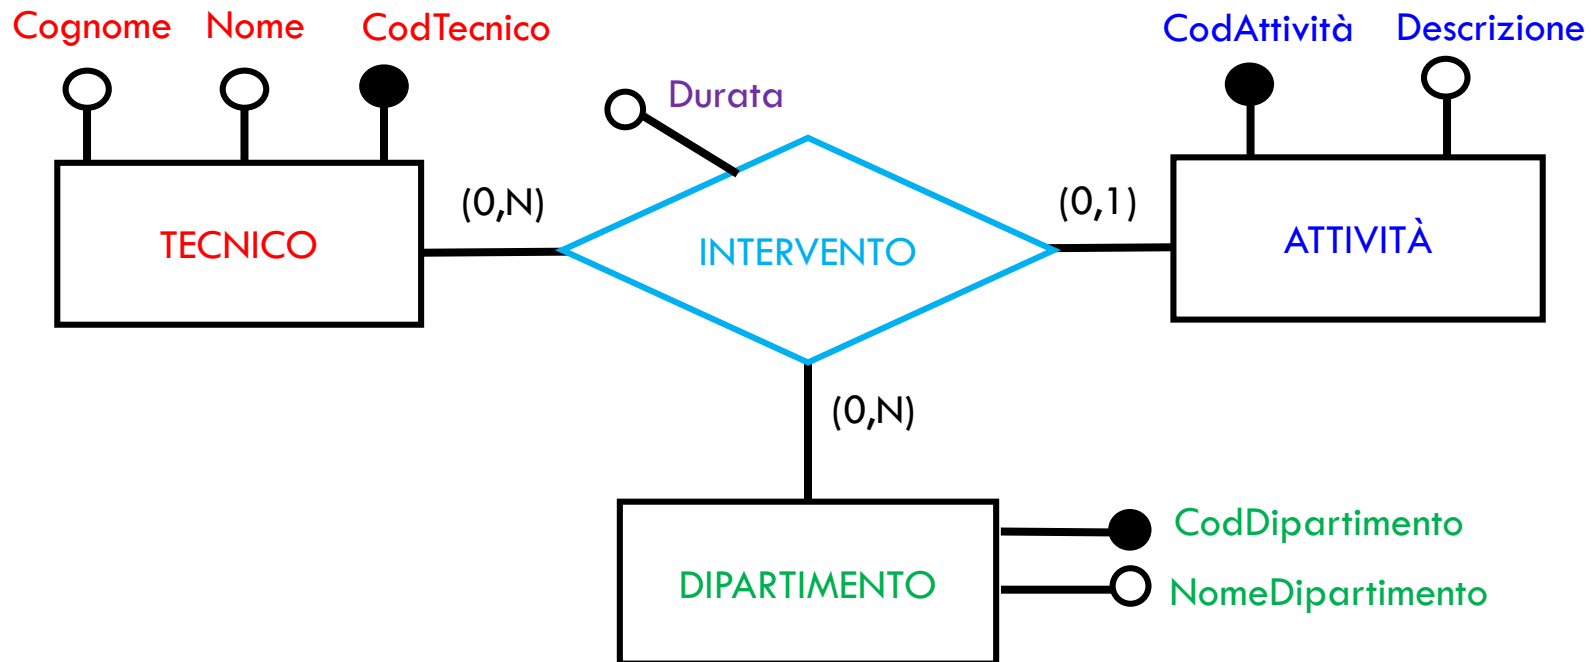 Cognome Nome CodTecnico
CodAttività Descrizione
Durata
(0,N)
(0,1)
TECNICO
INTERVENTO
ATTIVITÀ
(0,N)
CodDipartimento
DIPARTIMENTO
NomeDipartimento